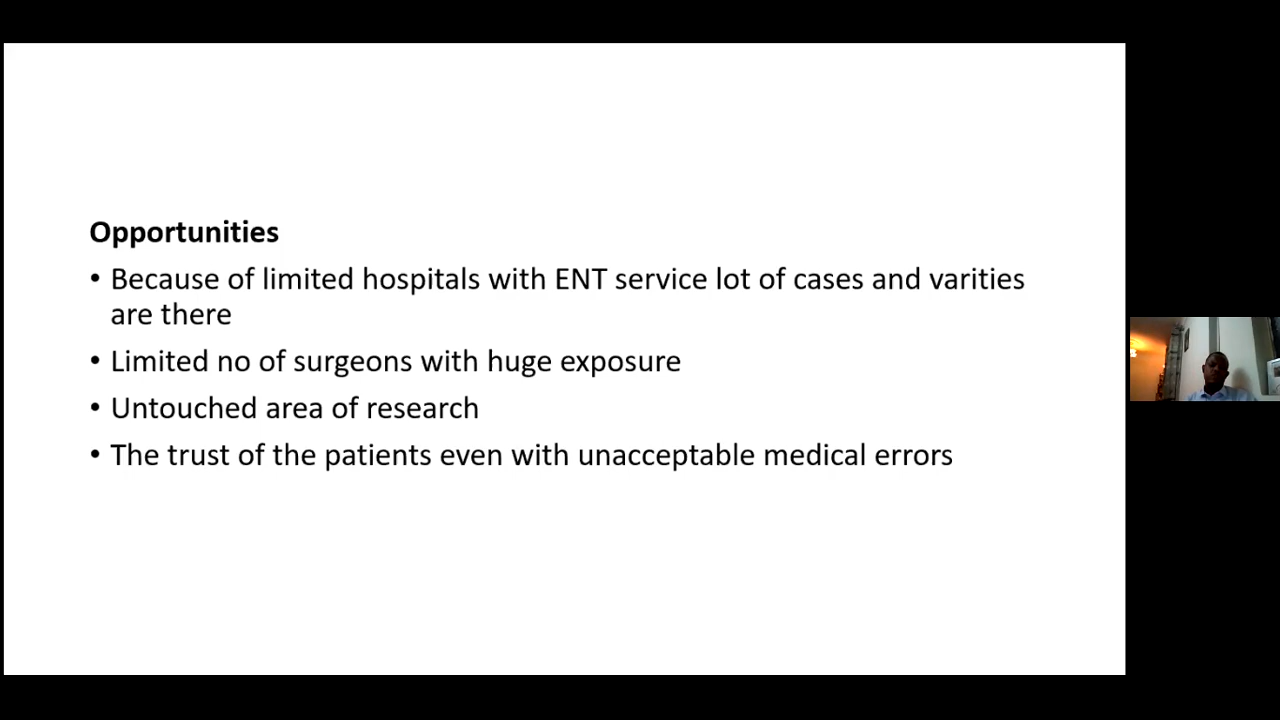 Opportunities
• Because of limited hospitals with ENT service lot of cases and varities
are there
• Limited no of surgeons with huge exposure
• Untouched area of research
• The trust of the patients even with unacceptable medical errors